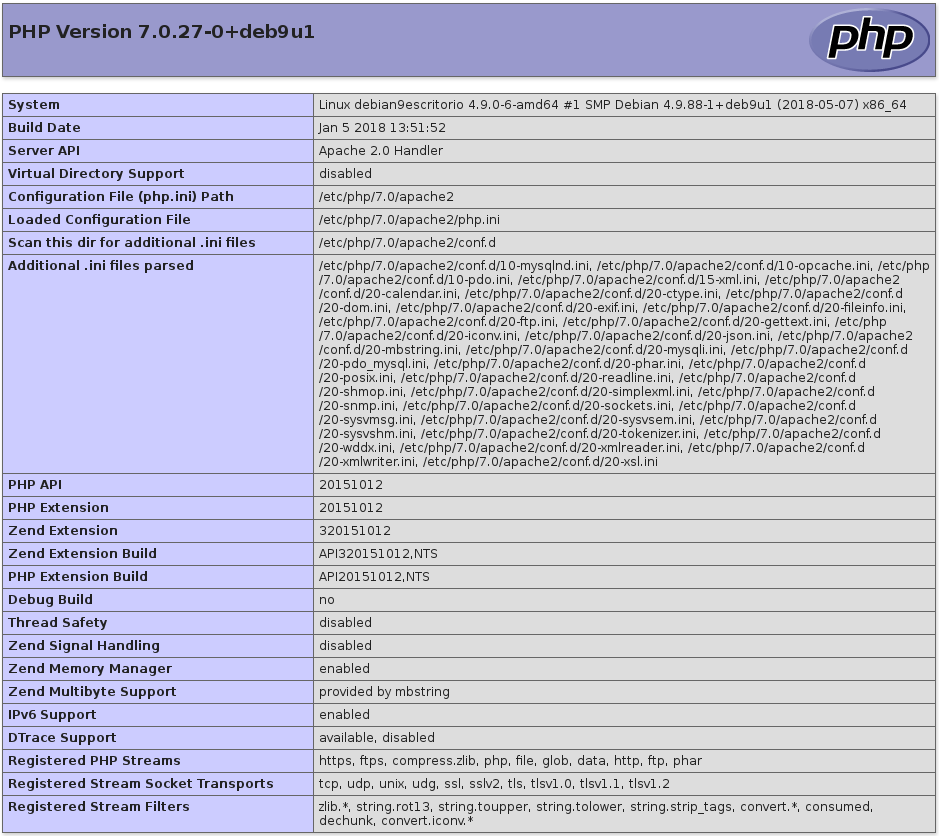 PHP Version 7.0.27-0+deb9u1
php
System Linux debian9escritorio 4.9.0-6-amd64 #1 SMP Debian 4.9.88-1+deb9u1 (2018-05-07) x86_64
Build Date Jan 5 2018 13:51:52
Server API Apache 2.0 Handler
Virtual Directory Support disabled
Configuration File (php.ini) Path /etc/php/7.0/apache2
Loaded Configuration File /etc/php/7.0/apache2/php.ini
Scan this dir for additional .ini files /etc/php/7.0/apache2/conf.d
Additional .ini files parsed /etc/php/7.0/apache2/conf.d/10-mysqlnd.ini, /etc/php/7.0/apache2/conf.d/10-opcache.ini, /etc/php
/7.0/apache2/conf.d/10-pdo.ini, /etc/php/7.0/apache2/conf.d/15-xml.ini, /etc/php/7.0/apache2
/conf.d/20-calendar.ini, /etc/php/7.0/apache2/conf.d/20-ctype.ini, /etc/php/7.0/apache2/conf.d
/20-dom.ini, /etc/php/7.0/apache2/conf.d/20-exif.ini, /etc/php/7.0/apache2/conf.d/20-fileinfo.ini,
/etc/php/7.0/apache2/conf.d/20-ftp.ini, /etc/php/7.0/apache2/conf.d/20-gettext.ini, /etc/php
/7.0/apache2/conf.d/20-iconv.ini, /etc/php/7.0/apache2/conf.d/20-json.ini, /etc/php/7.0/apache2
/conf.d/20-mbstring.ini, /etc/php/7.0/apache2/conf.d/20-mysqli.ini, /etc/php/7.0/apache2/conf.d
/20-pdo_mysql.ini, /etc/php/7.0/apache2/conf.d/20-phar.ini, /etc/php/7.0/apache2/conf.d
/20-posix.ini, /etc/php/7.0/apache2/conf.d/20-readline.ini, /etc/php/7.0/apache2/conf.d
/20-shmop.ini, /etc/php/7.0/apache2/conf.d/20-simplexml.ini, /etc/php/7.0/apache2/conf.d
/20-snmp.ini, /etc/php/7.0/apache2/conf.d/20-sockets.ini, /etc/php/7.0/apache2/conf.d
/20-sysvmsg.ini, /etc/php/7.0/apache2/conf.d/20-sysvsem.ini, /etc/php/7.0/apache2/conf.d
/20-sysvshm.ini, /etc/php/7.0/apache2/conf.d/20-tokenizer.ini, /etc/php/7.0/apache2/conf.d
/20-wddx.ini, /etc/php/7.0/apache2/conf.d/20-xmlreader.ini, /etc/php/7.0/apache2/conf.d
/20-xmlwriter.ini, /etc/php/7.0/apache2/conf.d/20-xsl.ini
PHP API 20151012
PHP Extension 20151012
Zend Extension 320151012
Zend Extension Build API320151012,NTS
PHP Extension Build API20151012,NTS
Debug Build no
Thread Safety disabled
Zend Signal Handling disabled
Zend Memory Manager enabled
Zend Multibyte Support provided by mbstring
IPv6 Support enabled
DTrace Support available, disabled
Registered PHP Streams https, ftps, compress.zlib, php, file, glob, data, http, ftp, phar
Registered Stream Socket Transports tcp, udp, unix, udg, ssl, sslv2, tls, tlsv1.0, tlsv1.1, tlsv1.2
Registered Stream Filters zlib.*, string.rot13, string.toupper, string.tolower, string.strip_tags, convert.*, consumed,
dechunk, convert.iconv.*